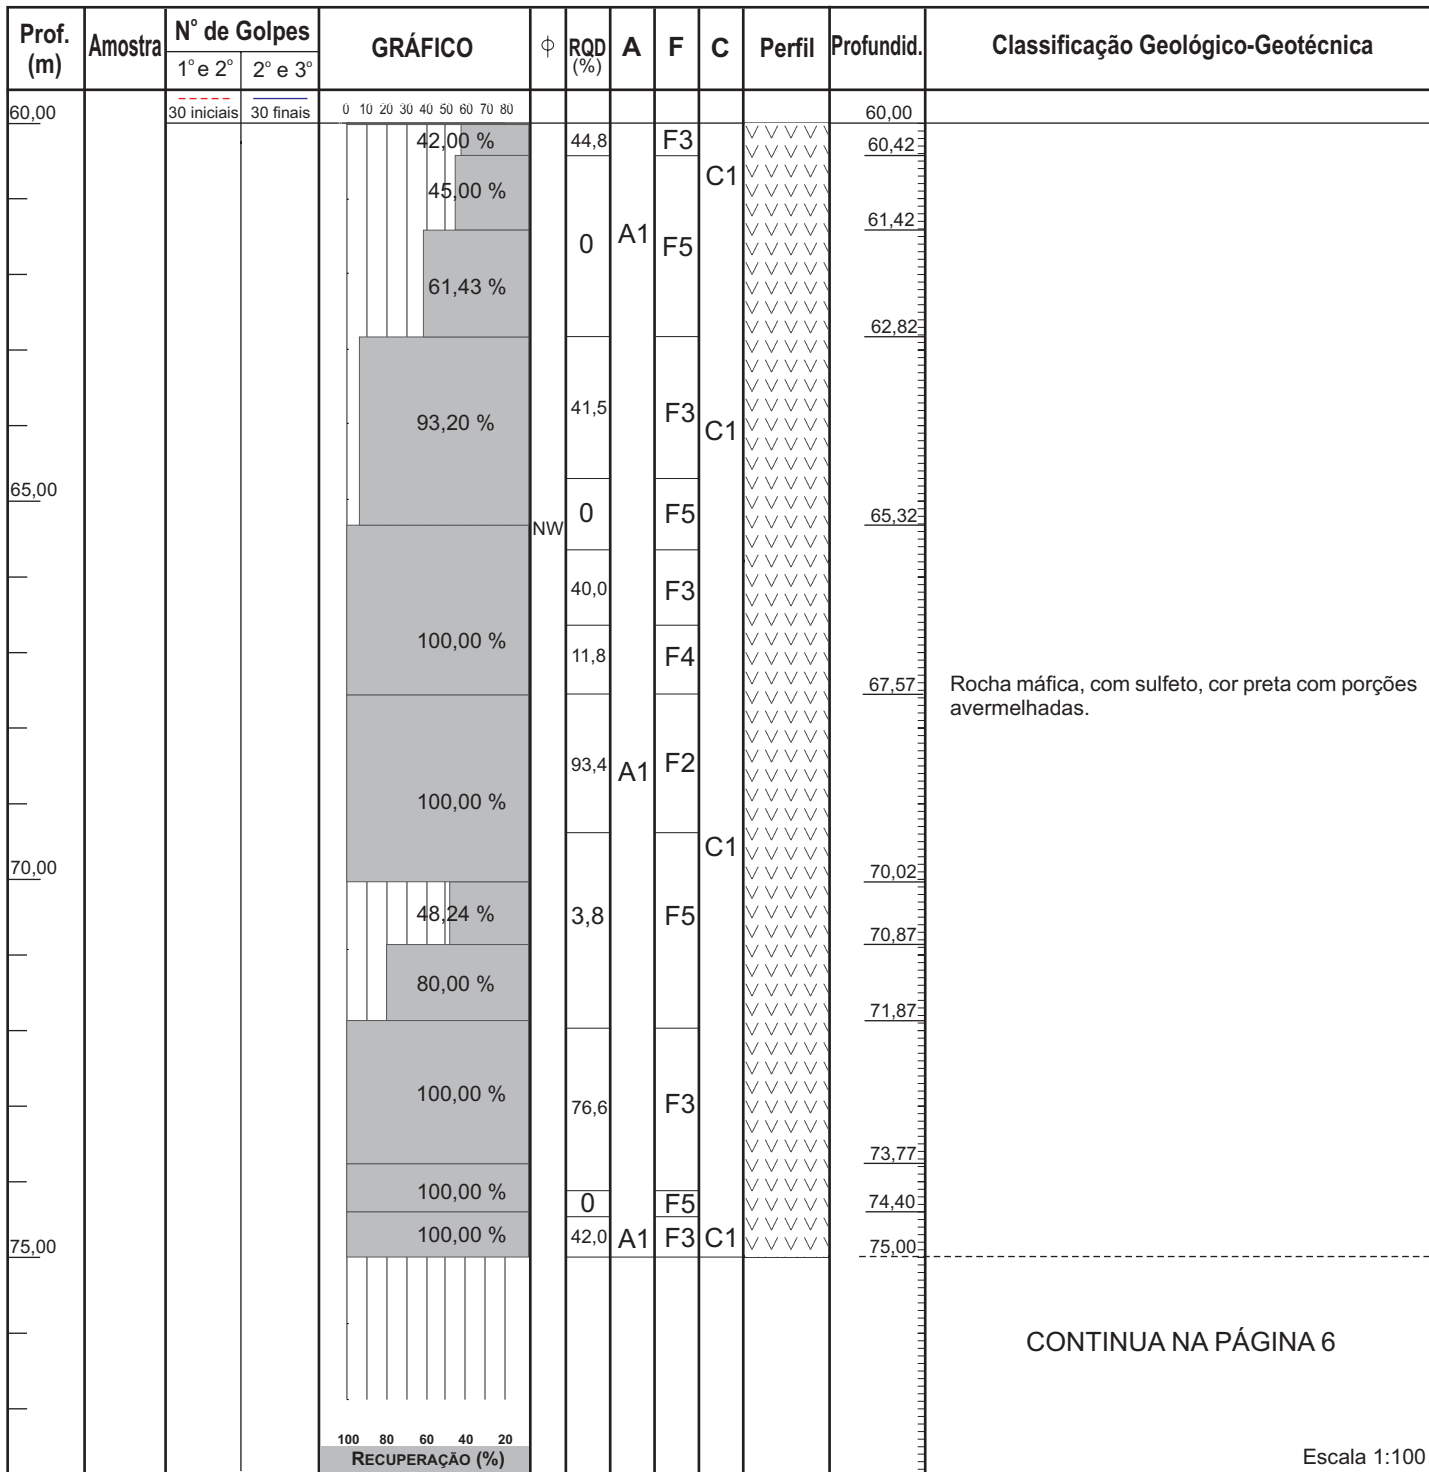 Prof. (m) Amostra N° de Golpes GRÁFICO ϕ RQD (%) A F C Perfil Profundid. Classificação Geológico-Geotécnica
1° e 2° 2° e 3°
30 iniciais 30 finais 0 10 20 30 40 50 60 70 80
60,00 60,00
42,00 % 44,8 F3 60,42
C1
45,00 %
61,42
0 A1 F5
61,43 %
62,82
93,20 % 41,5 F3 C1
65,00
0 F5 65,32
NW
40,0 F3
100,00 % 11,8 F4
67,57 Rocha máfica, com sulfeto, cor preta com porções
avermelhadas.
93,4 A1 F2
100,00 %
C1
70,00 70,02
48,24 % 3,8 F5
70,87
80,00 %
71,87
100,00 % 76,6 F3
73,77
100,00 % 0 F5 74,40
100,00 % 42,0 A1 F3 C1
75,00 75,00
CONTINUA NA PÁGINA 6
100 80 60 40 20
RECUPERAÇÃO (%)
Escala 1:100